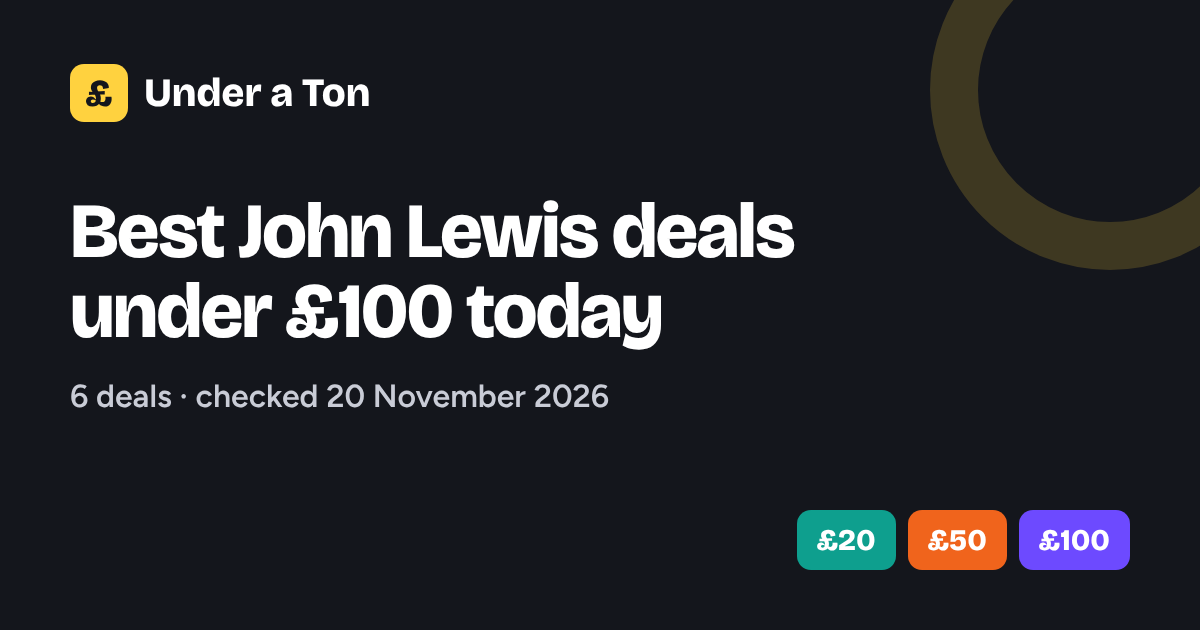 £ Under a Ton
Best John Lewis deals
under £100 today
6 deals · checked 20 November 2026
£20 £50 £100